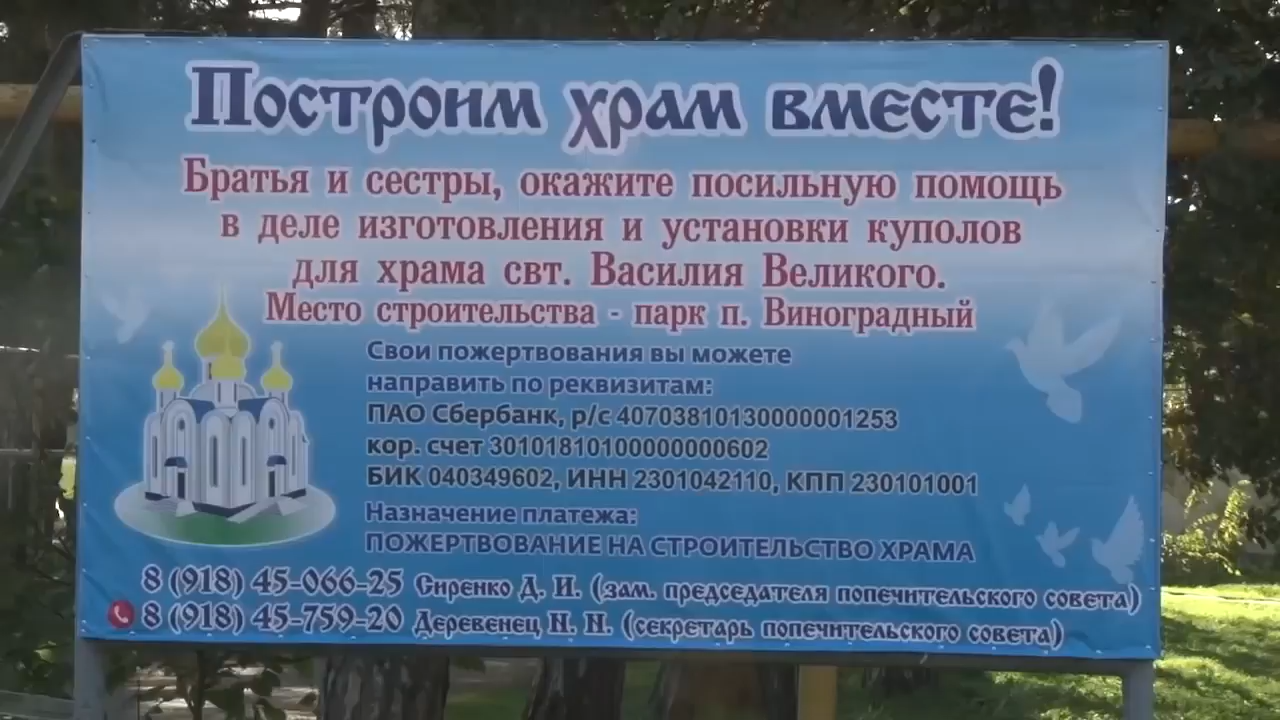 Построим храм вместе!
Братья и сестры, окажите посильную помощь
в деле изготовления и установки куполов
для храма свт. Василия Великого.
Место строительства - парк п. Виноградный
Свои пожертвования вы можете
направить по реквизитам:
ПАО Сбербанк, р/с 40703810130000001253
кор. счет 30101810100000000602
БИК 040349602, ИНН 2301042110, КПП 230101001
Назначение платежа:
ПОЖЕРТВОВАНИЕ НА СТРОИТЕЛЬСТВО ХРАМА
8 (918) 45-066-25 Сиренко Д. И. (зам. председателя попечительского совета)
8 (918) 45-759-20 Деревенец Н. Н. (секретарь попечительского совета)